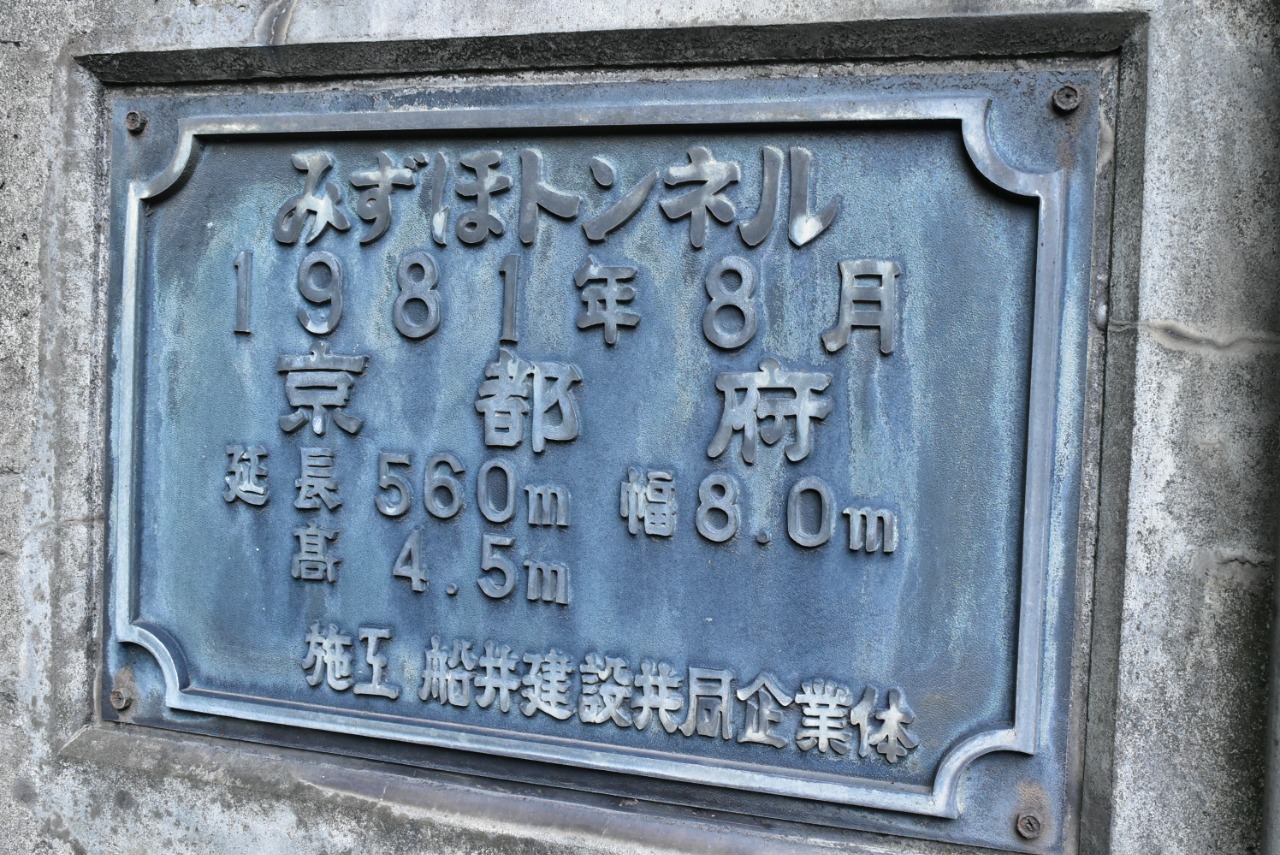 みずほトンネル
1981年8月
京都府
延長 560m 幅8.0m
髙 4.5m
施工 船井建設共同企業体